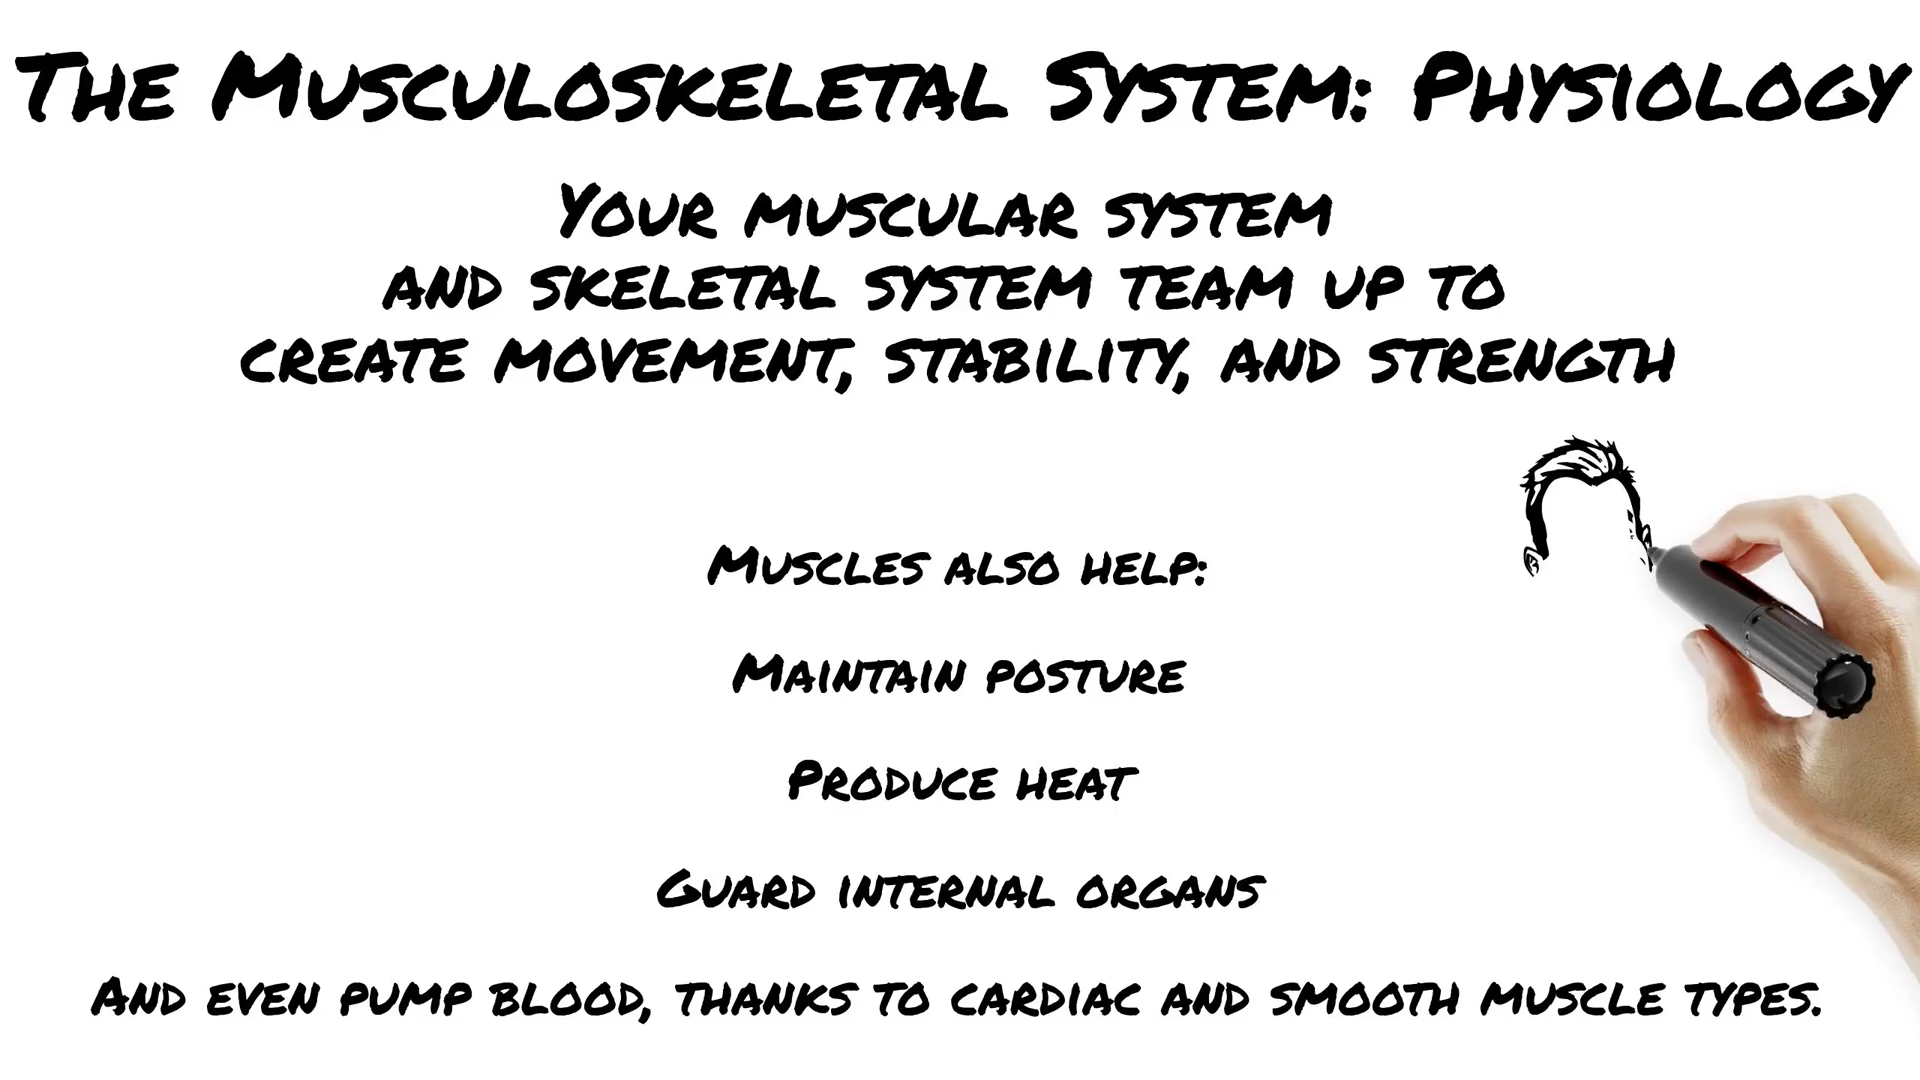 The Musculoskeletal System: Physiology
Your muscular system
and skeletal system team up to
create movement, stability, and strength
Muscles also help:
Maintain posture
Produce heat
Guard internal organs
And even pump blood, thanks to cardiac and smooth muscle types.